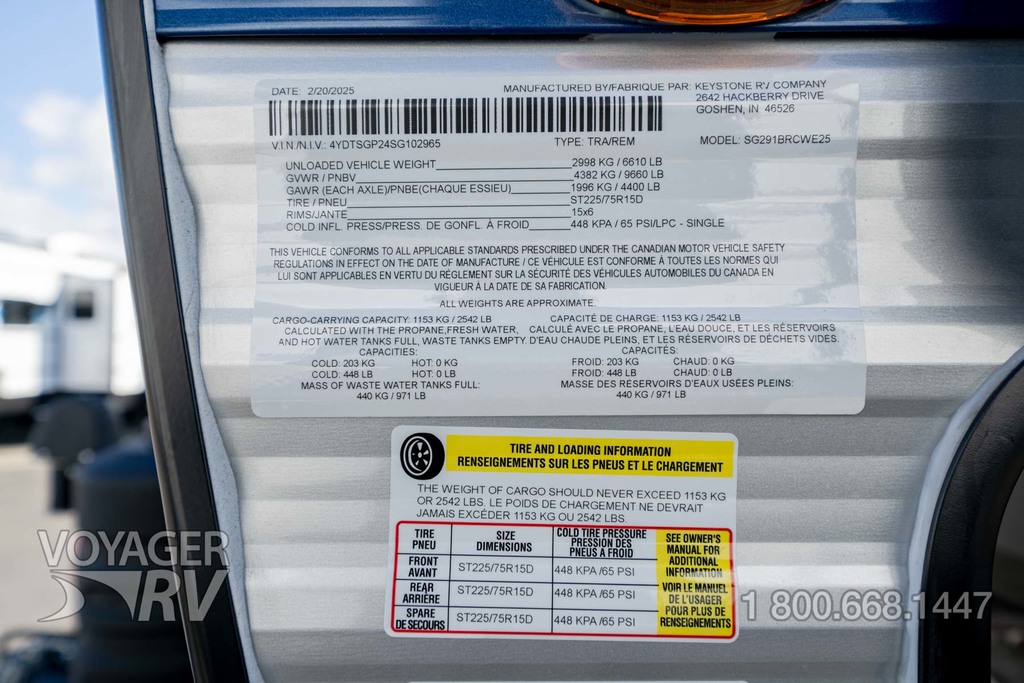 DATE: 2/20/2025
MANUFACTURED BY/FABRIQUE PAR: KEYSTONE RV COMPANY
2642 HACKBERRY DRIVE
GOSHEN, IN 46526
V.I.N./N.I.V.: 4YDTSGP24SG102965 TYPE: TRA/REM MODEL: SG291BRCWE25
UNLOADED VEHICLE WEIGHT 2998 KG / 6610 LB
GVWR / PNBV 4382 KG / 9660 LB
GAWR (EACH AXLE)/PNBE(CHAQUE ESSIEU) 1996 KG / 4400 LB
TIRE / PNEU ST225/75R15D
RIMS/JANTE 15x6
COLD INFL. PRESS/PRESS. DE GONFL. À FROID 448 KPA / 65 PSI/LPC - SINGLE
THIS VEHICLE CONFORMS TO ALL APPLICABLE STANDARDS PRESCRIBED UNDER THE CANADIAN MOTOR VEHICLE SAFETY
REGULATIONS IN EFFECT ON THE DATE OF MANUFACTURE / CE VÉHICULE EST CONFORME À TOUTES LES NORMES QUI
LUI SONT APPLICABLES EN VERTU DU RÉGLEMENT SUR LA SÉCURITÉ DES VÉHICULES AUTOMOBILES DU CANADA EN
VIGUEUR À LA DATE DE SA FABRICATION.
ALL WEIGHTS ARE APPROXIMATE.
CARGO-CARRYING CAPACITY: 1153 KG / 2542 LB
CALCULATED WITH THE PROPANE,FRESH WATER,
AND HOT WATER TANKS FULL, WASTE TANKS EMPTY.
CAPACITIES:
COLD: 203 KG HOT: 0 KG
COLD: 448 LB HOT: 0 LB
MASS OF WASTE WATER TANKS FULL:
440 KG / 971 LB
CAPACITÉ DE CHARGE: 1153 KG / 2542 LB
CALCULÉ AVEC LE PROPANE, L'EAU DOUCE, ET LES RÉSERVOIRS
D'EAU CHAUDE PLEINS, ET LES RÉSERVOIRS DE DÉCHETS VIDES.
CAPACITÉS:
FROID: 203 KG CHAUD: 0 KG
FROID: 448 LB CHAUD: 0 LB
MASSE DES RÉSERVOIRS D'EAUX USÉES PLEINS:
440 KG / 971 LB
TIRE AND LOADING INFORMATION
RENSEIGNEMENTS SUR LES PNEUS ET LE CHARGEMENT
THE WEIGHT OF CARGO SHOULD NEVER EXCEED 1153 KG
OR 2542 LBS. LE POIDS DE CHARGEMENT NE DEVRAIT
JAMAIS EXCÉDER 1153 KG OU 2542 LBS.
TIRE
PNEU
SIZE
DIMENSIONS
COLD TIRE PRESSURE
PRESSION DES
PNEUS A FROID
FRONT
AVANT
ST225/75R15D
448 KPA /65 PSI
REAR
ARRIÈRE
ST225/75R15D
448 KPA /65 PSI
SPARE
DE SECOURS
ST225/75R15D
448 KPA /65 PSI
SEE OWNER'S
MANUAL FOR
ADDITIONAL
INFORMATION
VOIR LE MANUEL
DE L'USAGER
POUR PLUS DE
RENSEIGNEMENTS
VOYAGER
RV
1 800.668.1447